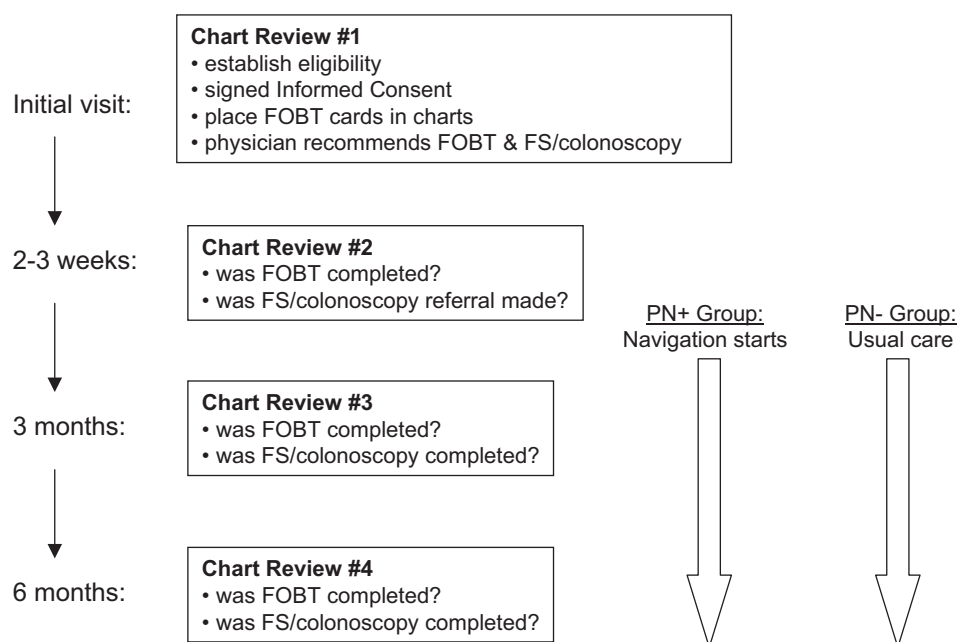 Chart Review #1
• establish eligibility
• signed Informed Consent
• place FOBT cards in charts
• physician recommends FOBT & FS/colonoscopy
Initial visit:
2-3 weeks:
Chart Review #2
• was FOBT completed?
• was FS/colonoscopy referral made?
PN+ Group:
Navigation starts
PN- Group:
Usual care
3 months:
Chart Review #3
• was FOBT completed?
• was FS/colonoscopy completed?
6 months:
Chart Review #4
• was FOBT completed?
• was FS/colonoscopy completed?